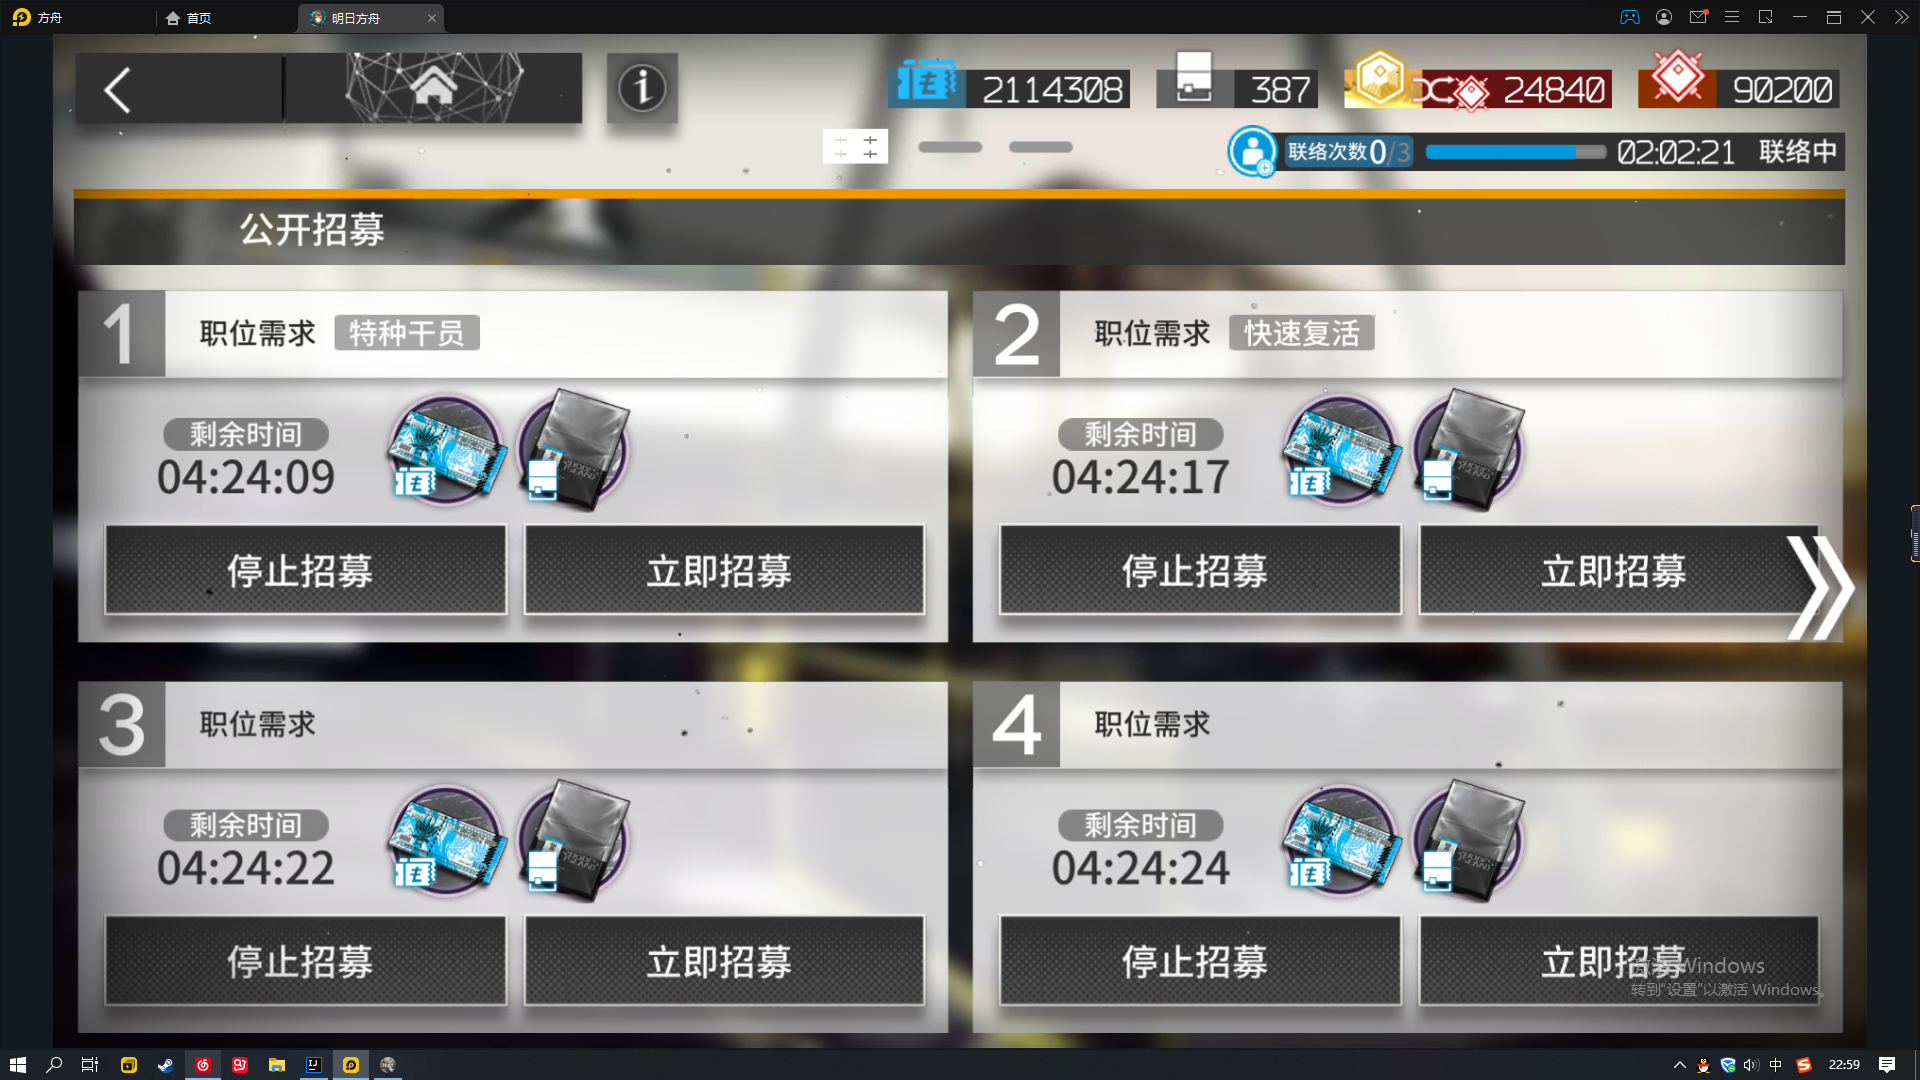 方舟
首页
明日方舟
2114308
387
24840
90200
联络次数0/3
02:02:21
联络中
公开招募
1
职位需求
特种干员
剩余时间
04:24:09
停止招募
立即招募
2
职位需求
快速复活
剩余时间
04:24:17
停止招募
立即招募
3
职位需求
剩余时间
04:24:22
停止招募
立即招募
4
职位需求
剩余时间
04:24:24
停止招募
立即招募
激活 Windows
转到“设置”以激活 Windows。
中
22:59